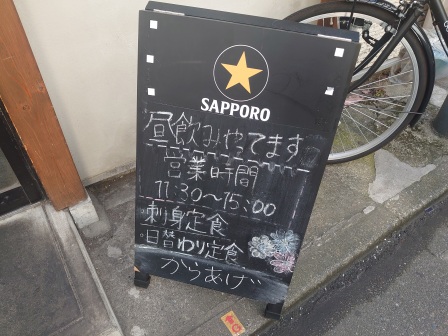 SAPPORO
昼飲みやてます
営業時間
11:30~15:00
・刺身定食
・日替わり定食
からあげ